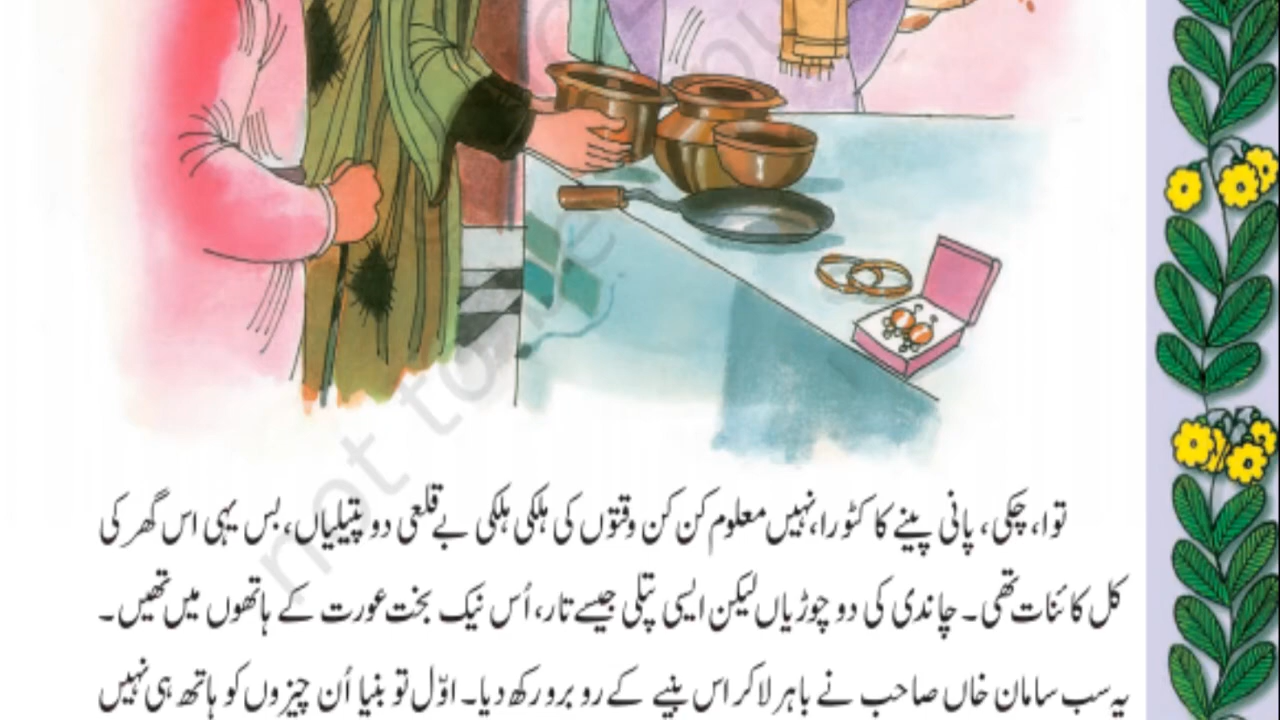 توا، چکی، پانی پینے کا کٹورا، نہیں معلوم کن کن وقتوں کی ہلکی ہلکی بے قلعی دو پتیلیاں، بس یہی اس گھر کی
کل کائنات تھی۔ چاندی کی دو چوڑیاں لیکن ایسی پتلی جیسے تار، اُس نیک بخت عورت کے ہاتھوں میں تھیں۔
یہ سب سامان خاں صاحب نے باہر لاکر اس بنیے کے رو برو رکھ دیا۔ اوّل تو بنیا اُن چیزوں کو ہاتھ ہی نہیں